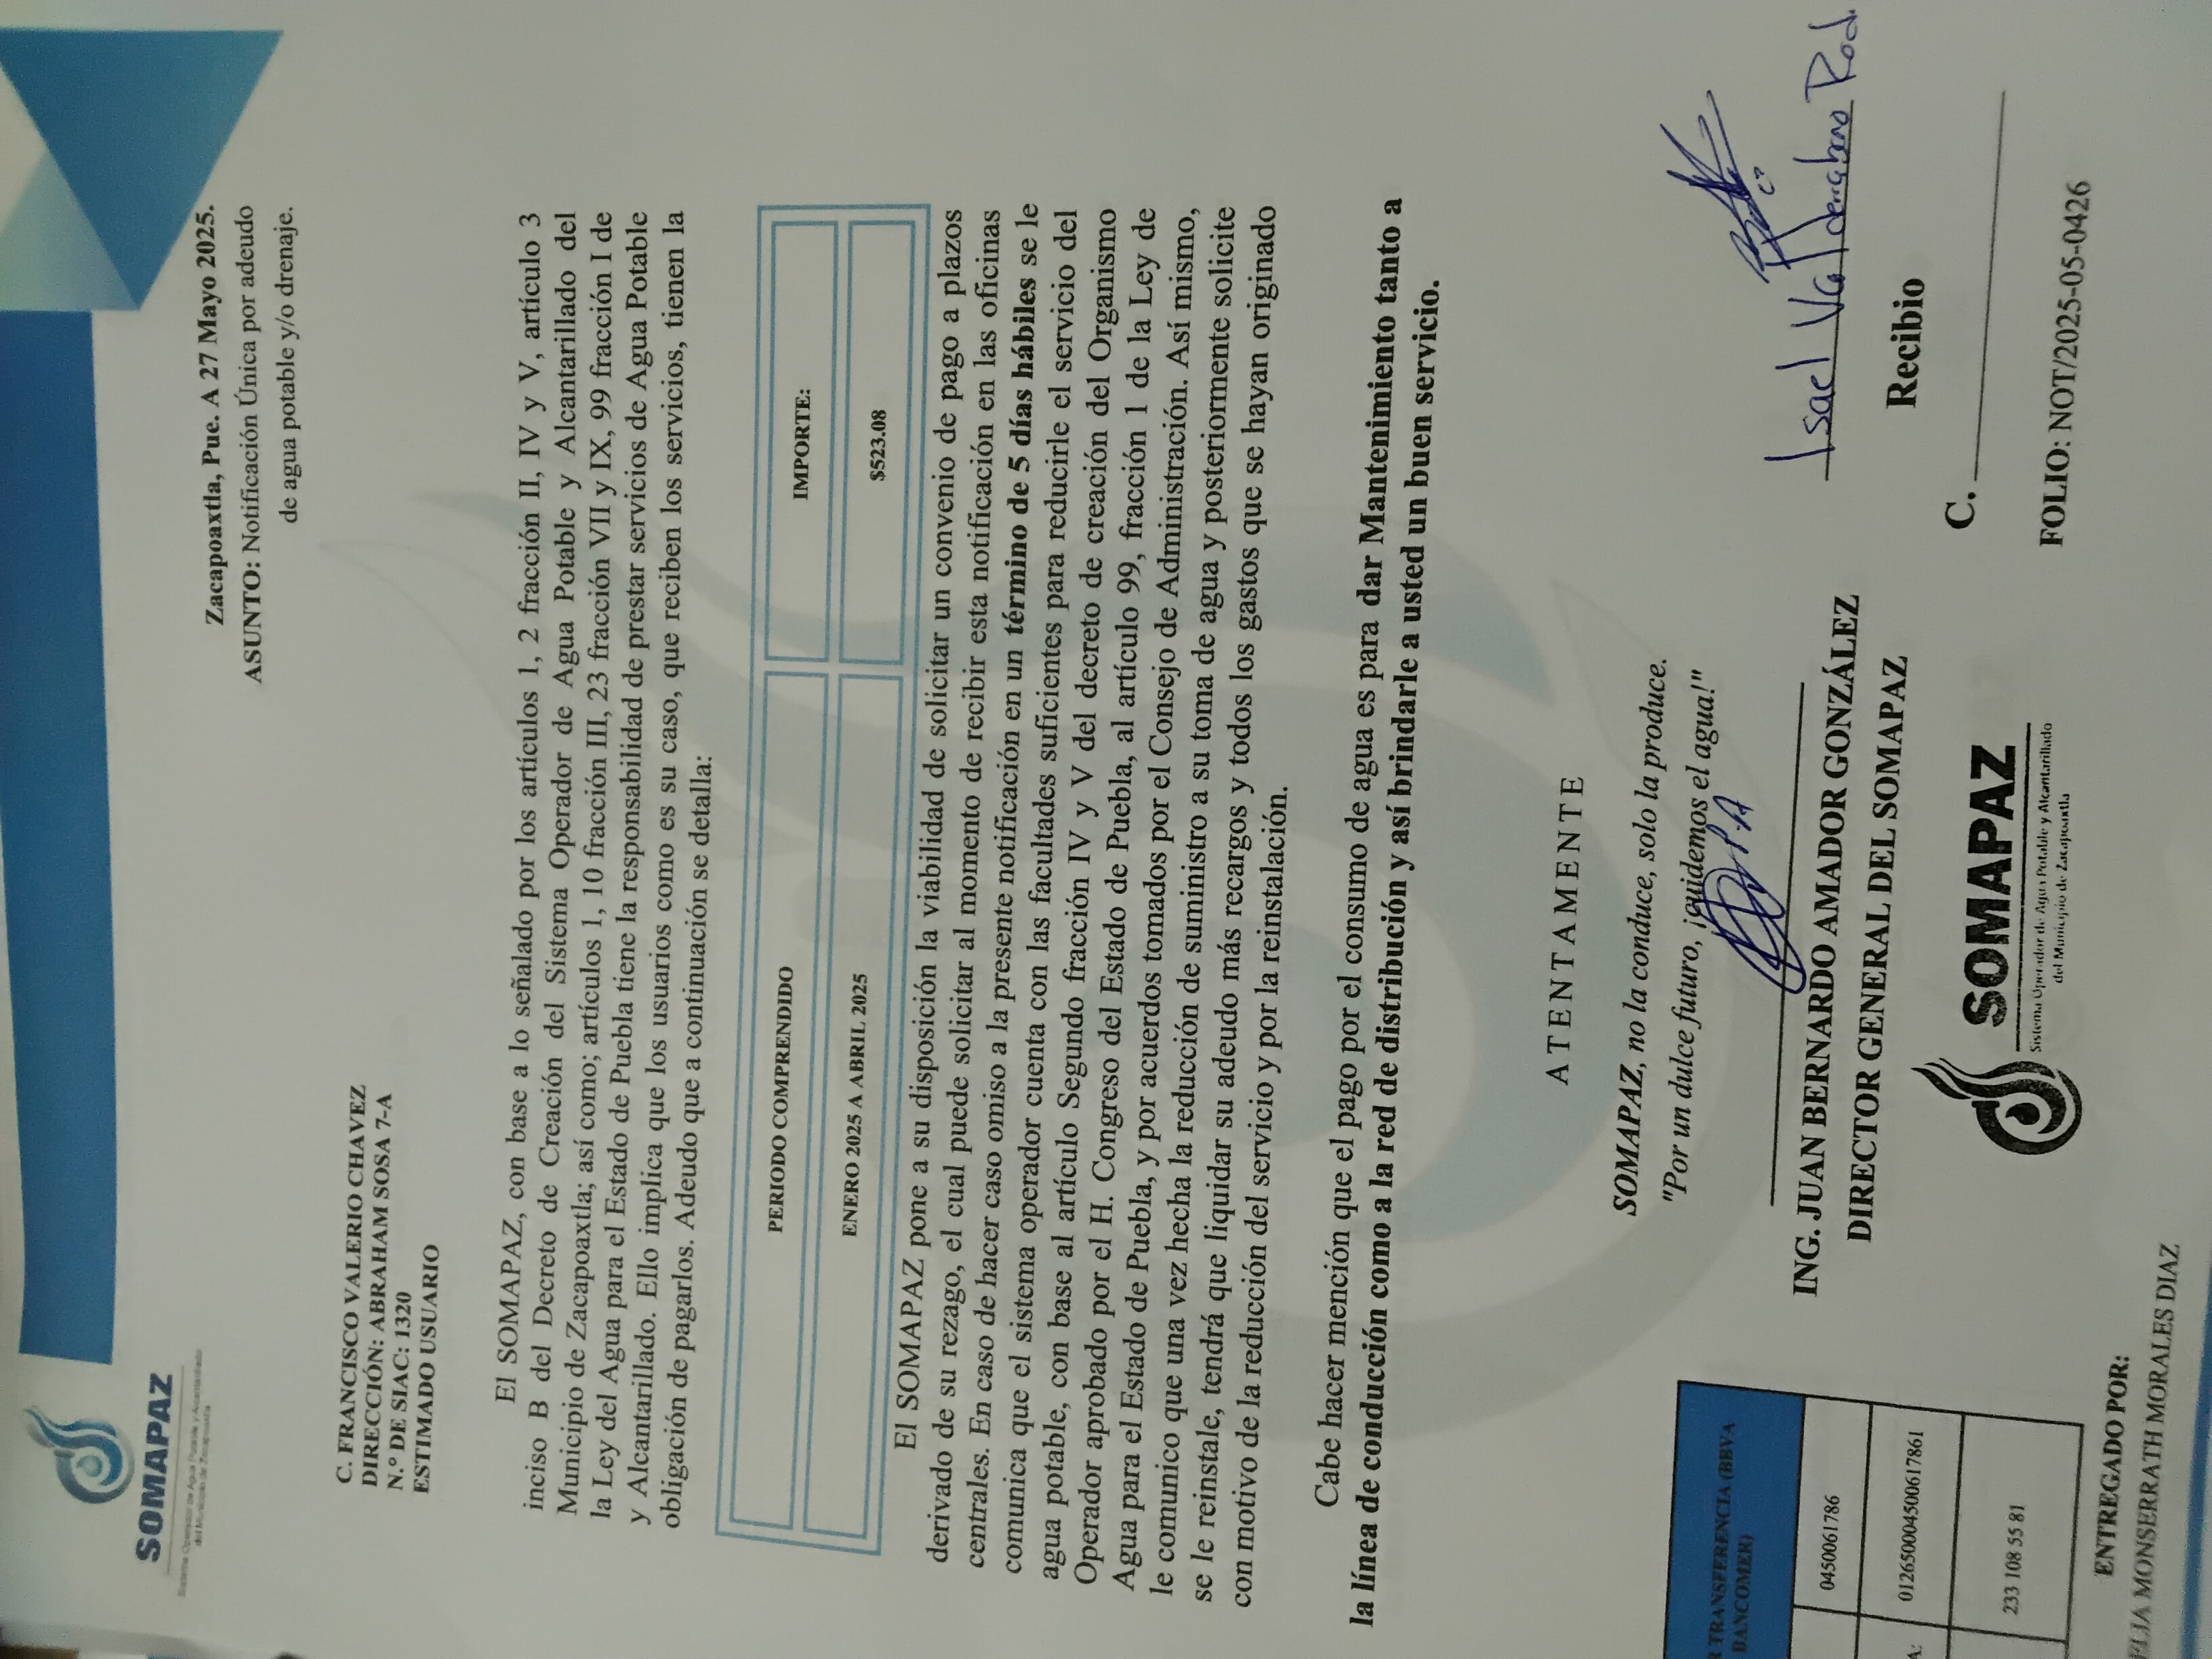 SOMAPAZ
Sistema Operador de Agua Potable y Alcantarillado
del Municipio de Zacapoaxtla
Zacapoaxtla, Pue. A 27 Mayo 2025.
ASUNTO: Notificación Única por adeudo
de agua potable y/o drenaje.
C. FRANCISCO VALERIO CHAVEZ
DIRECCIÓN: ABRAHAM SOSA 7-A
N.º DE SIAC: 1320
ESTIMADO USUARIO
El SOMAPAZ, con base a lo señalado por los artículos 1, 2 fracción II, IV y V, artículo 3
inciso B del Decreto de Creación del Sistema Operador de Agua Potable y Alcantarillado del
Municipio de Zacapoaxtla; así como; artículos 1, 10 fracción III, 23 fracción VII y IX, 99 fracción I de
la Ley del Agua para el Estado de Puebla tiene la responsabilidad de prestar servicios de Agua Potable
y Alcantarillado. Ello implica que los usuarios como es su caso, que reciben los servicios, tienen la
obligación de pagarlos. Adeudo que a continuación se detalla:
PERIODO COMPRENDIDO
IMPORTE:
ENERO 2025 A ABRIL 2025
$523.08
El SOMAPAZ pone a su disposición la viabilidad de solicitar un convenio de pago a plazos
derivado de su rezago, el cual puede solicitar al momento de recibir esta notificación en las oficinas
centrales. En caso de hacer caso omiso a la presente notificación en un término de 5 días hábiles se le
comunica que el sistema operador cuenta con las facultades suficientes para reducirle el servicio del
agua potable, con base al artículo Segundo fracción IV y V del decreto de creación del Organismo
Operador aprobado por el H. Congreso del Estado de Puebla, al artículo 99, fracción 1 de la Ley de
Agua para el Estado de Puebla, y por acuerdos tomados por el Consejo de Administración. Así mismo,
le comunico que una vez hecha la reducción de suministro a su toma de agua y posteriormente solicite
se le reinstale, tendrá que liquidar su adeudo más recargos y todos los gastos que se hayan originado
con motivo de la reducción del servicio y por la reinstalación.
Cabe hacer mención que el pago por el consumo de agua es para dar Mantenimiento tanto a
la línea de conducción como a la red de distribución y así brindarle a usted un buen servicio.
ATENTAMENTE
SOMAPAZ, no la conduce, solo la produce.
"Por un dulce futuro, ¡cuidemos el agua!"
P.A
ING. JUAN BERNARDO AMADOR GONZÁLEZ
DIRECTOR GENERAL DEL SOMAPAZ
SOMAPAZ
Sistema Operador de Agua Potable y Alcantarillado
del Municipio de Zacapoaxtla
Isael Valderrabano Rod.
Recibio
C.
FOLIO: NOT/2025-05-0426
R TRANSFERENCIA (BBVA
BANCOMER)
0450061786
A: 012650004500617861
233 108 55 81
ENTREGADO POR:
ELIA MONSERRATH MORALES DIAZ